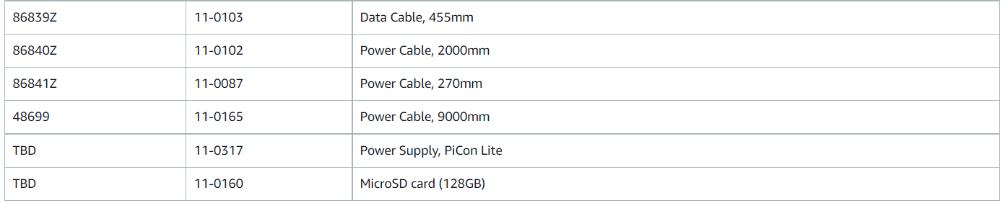 86839Z 11-0103 Data Cable, 455mm
86840Z 11-0102 Power Cable, 2000mm
86841Z 11-0087 Power Cable, 270mm
48699 11-0165 Power Cable, 9000mm
TBD 11-0317 Power Supply, PiCon Lite
TBD 11-0160 MicroSD card (128GB)